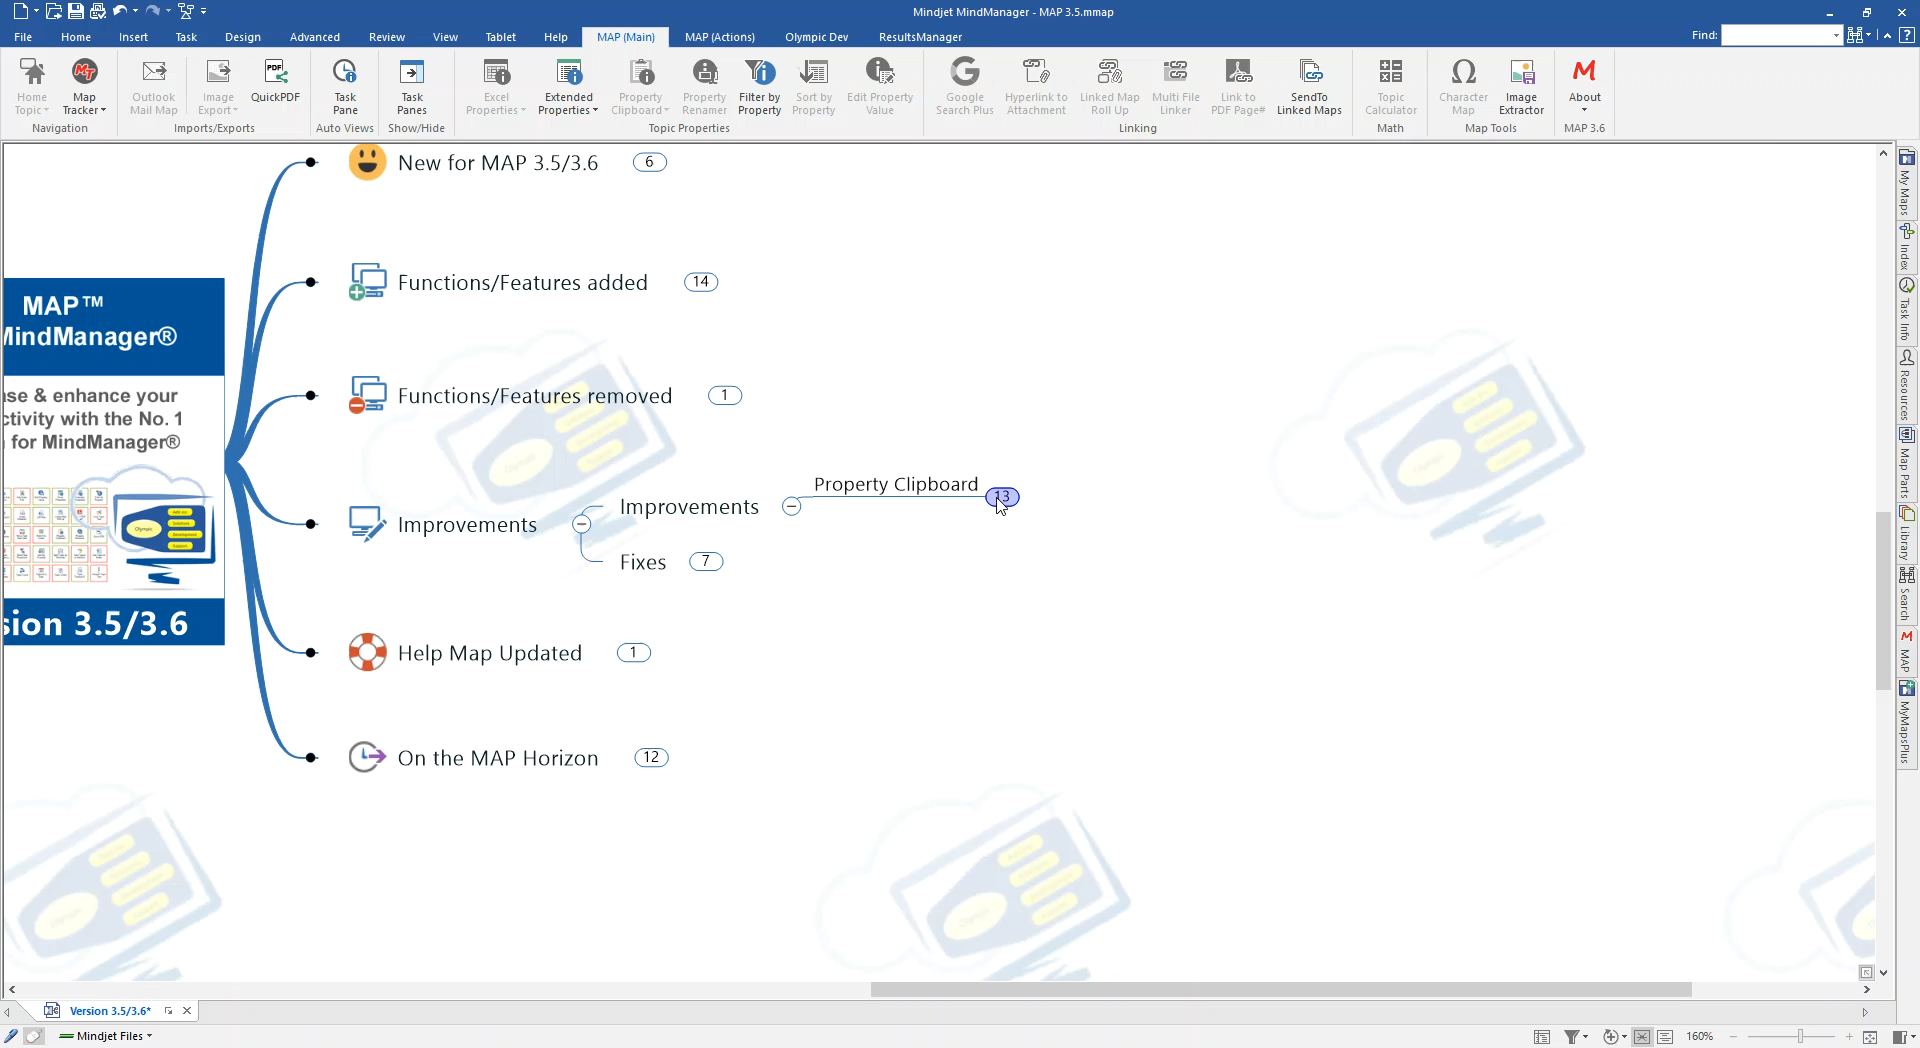 Mindjet MindManager - MAP 3.5.mmap
File Home Insert Task Design Advanced Review View Tablet Help MAP (Main) MAP (Actions) Olympic Dev ResultsManager Find:
Home Topic
Map Tracker
Navigation
Outlook Mail Map
Image Export
QuickPDF
Imports/Exports
Task Pane
Auto Views
Task Panes
Show/Hide
Excel Properties
Extended Properties
Property Clipboard
Property Renamer
Filter by Property
Sort by Property
Edit Property Value
Topic Properties
Google Search Plus
Hyperlink to Attachment
Linked Map Roll Up
Multi File Linker
Link to PDF Page#
SendTo Linked Maps
Linking
Topic Calculator
Math
Character Map
Image Extractor
Map Tools
About
MAP 3.6
New for MAP 3.5/3.6 6
Functions/Features added 14
Functions/Features removed 1
Improvements
Improvements
Property Clipboard 13
Fixes 7
Help Map Updated 1
On the MAP Horizon 12
MAP™
MindManager®
se & enhance your
ctivity with the No. 1
for MindManager®
Olympic
sion 3.5/3.6
My Maps
Index
Task Info
Resources
Map Parts
Library
Search
MAP
MyMapsPlus
Version 3.5/3.6*
Mindjet Files
160%